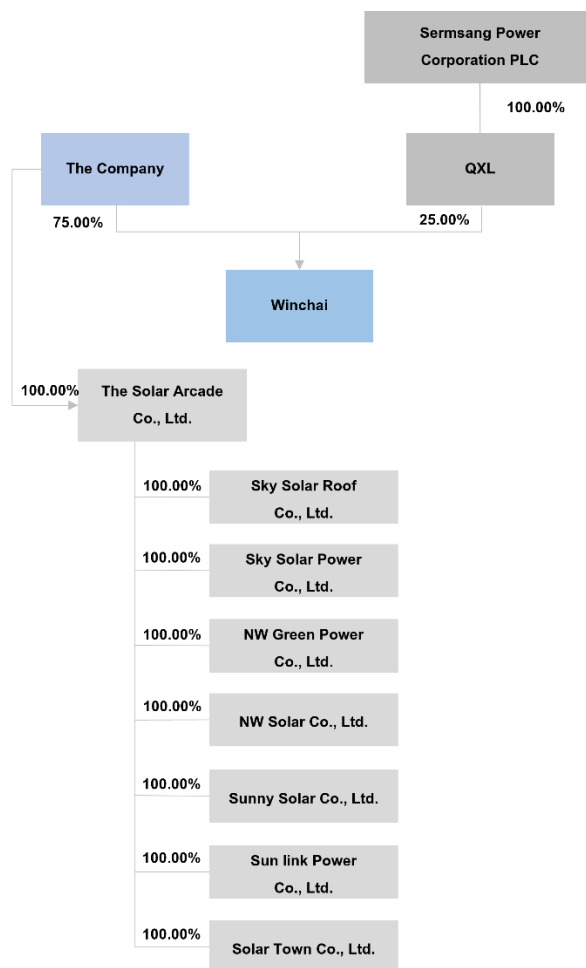 Sermsang Power
Corporation PLC
100.00%
The Company
QXL
75.00%
25.00%
Winchai
100.00%
The Solar Arcade
Co., Ltd.
100.00%
Sky Solar Roof
Co., Ltd.
100.00%
Sky Solar Power
Co., Ltd.
100.00%
NW Green Power
Co., Ltd.
100.00%
NW Solar Co., Ltd.
100.00%
Sunny Solar Co., Ltd.
100.00%
Sun link Power
Co., Ltd.
100.00%
Solar Town Co., Ltd.